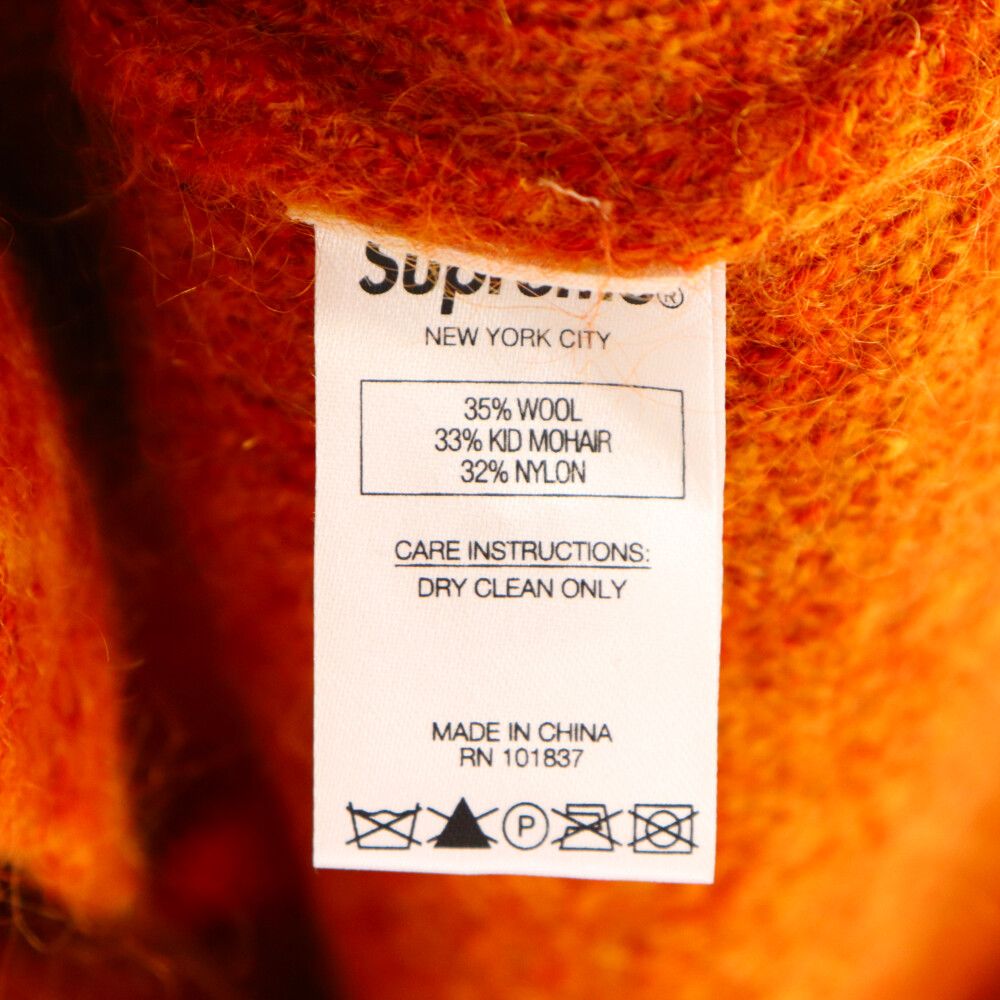 Supreme®
NEW YORK CITY
35% WOOL
33% KID MOHAIR
32% NYLON
CARE INSTRUCTIONS:
DRY CLEAN ONLY
MADE IN CHINA
RN 101837
P